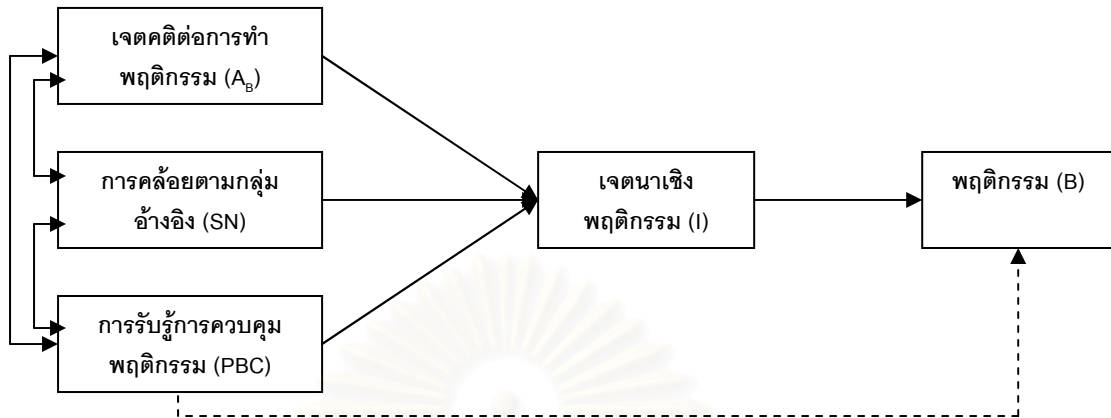 เจตคติต่อการทำ
พฤติกรรม (AB)
การคล้อยตามกลุ่ม
อ้างอิง (SN)
การรับรู้การควบคุม
พฤติกรรม (PBC)
เจตนาเชิง
พฤติกรรม (I)
พฤติกรรม (B)